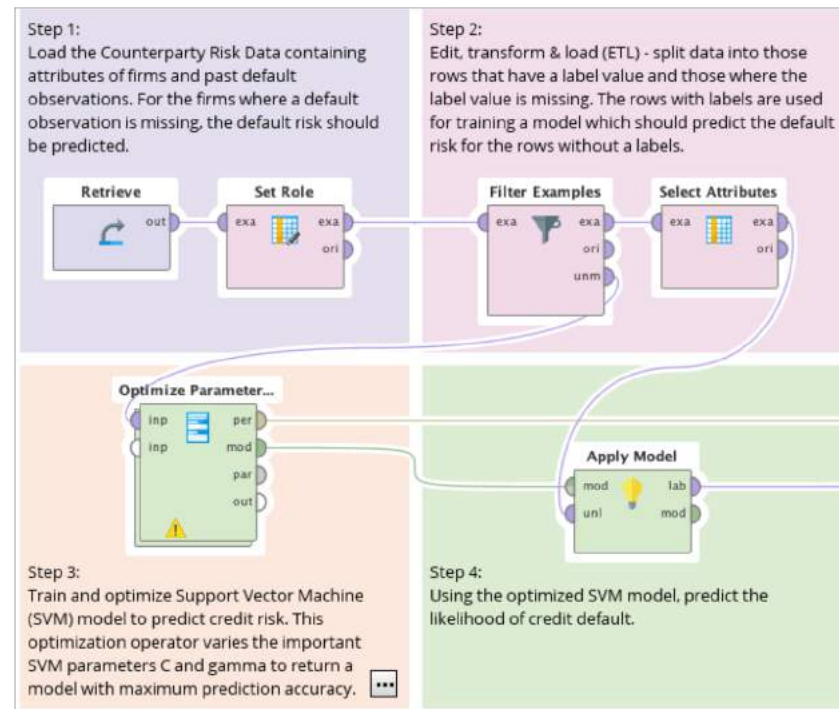 Step 1:
Load the Counterparty Risk Data containing
attributes of firms and past default
observations. For the firms where a default
observation is missing, the default risk should
be predicted.
Retrieve
out
Set Role
exa exa
ori
Step 2:
Edit, transform & load (ETL) - split data into those
rows that have a label value and those where the
label value is missing. The rows with labels are used
for training a model which should predict the default
risk for the rows without a labels.
Filter Examples
exa exa
ori
unm
Select Attributes
exa exa
ori
Optimize Parameter...
inp per
inp mod
par
out
Step 3:
Train and optimize Support Vector Machine
(SVM) model to predict credit risk. This
optimization operator varies the important
SVM parameters C and gamma to return a
model with maximum prediction accuracy.
Apply Model
mod lab
unl mod
Step 4:
Using the optimized SVM model, predict the
likelihood of credit default.